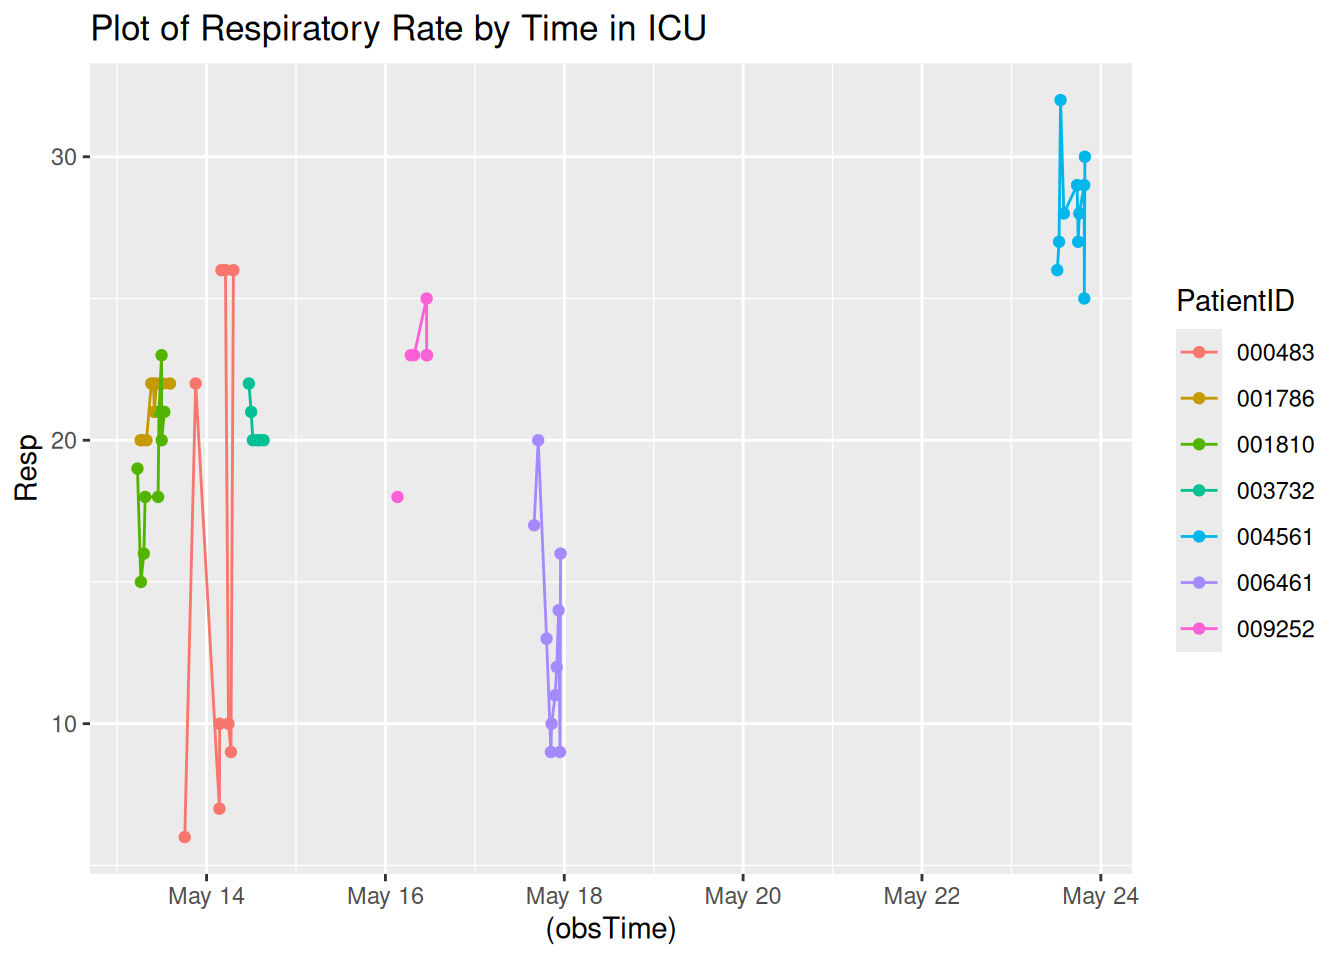 Plot of Respiratory Rate by Time in ICU
Resp
30
20
10
May 14
May 16
May 18
May 20
May 22
May 24
(obsTime)
PatientID
000483
001786
001810
003732
004561
006461
009252